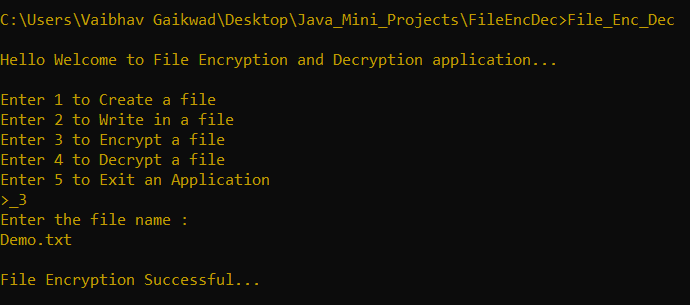 C:\Users\Vaibhav Gaikwad\Desktop\Java_Mini_Projects\FileEncDec>File_Enc_Dec
Hello Welcome to File Encryption and Decryption application...
Enter 1 to Create a file
Enter 2 to Write in a file
Enter 3 to Encrypt a file
Enter 4 to Decrypt a file
Enter 5 to Exit an Application
>_3
Enter the file name :
Demo.txt
File Encryption Successful...